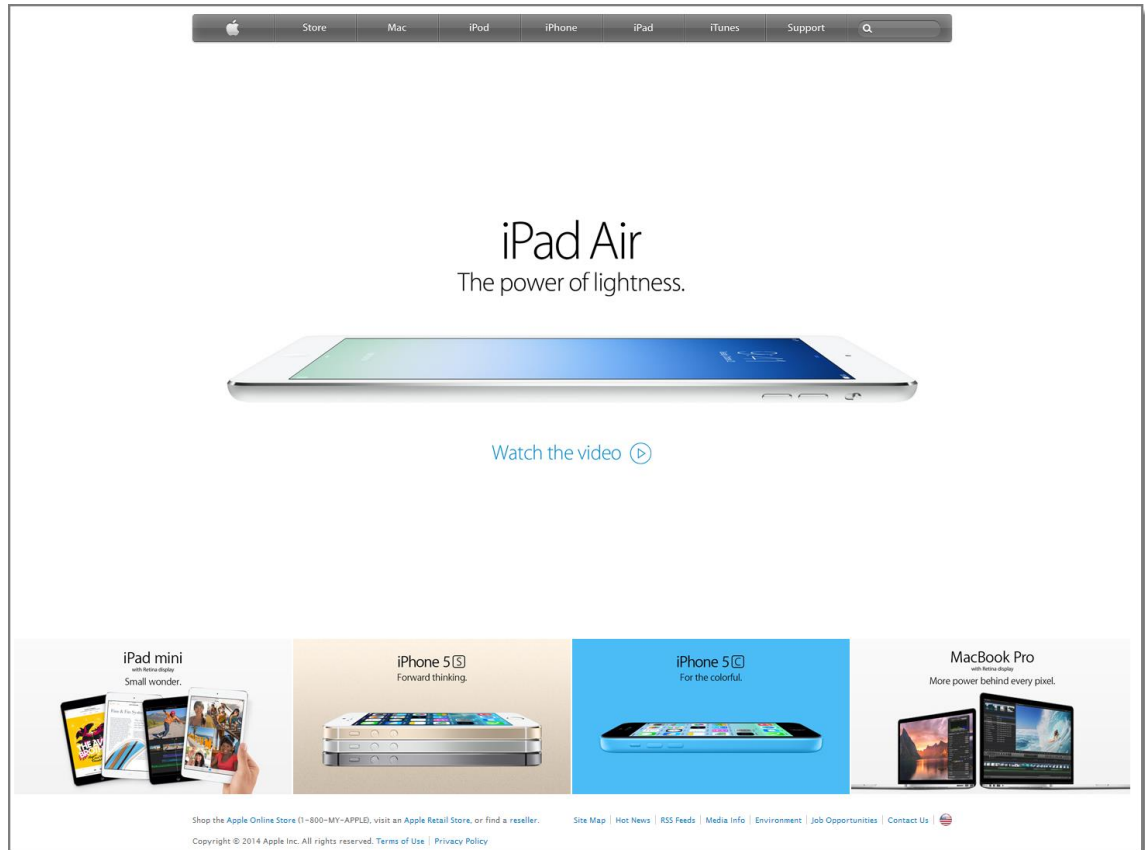 Store Mac iPod iPhone iPad iTunes Support
iPad Air
The power of lightness.
Watch the video
iPad mini
with Retina display
Small wonder.
iPhone 5S
Forward thinking.
iPhone 5C
For the colorful.
MacBook Pro
with Retina display
More power behind every pixel.
Shop the Apple Online Store (1-800-MY-APPLE), visit an Apple Retail Store, or find a reseller.
Site Map | Hot News | RSS Feeds | Media Info | Environment | Job Opportunities | Contact Us |
Copyright © 2014 Apple Inc. All rights reserved. Terms of Use | Privacy Policy